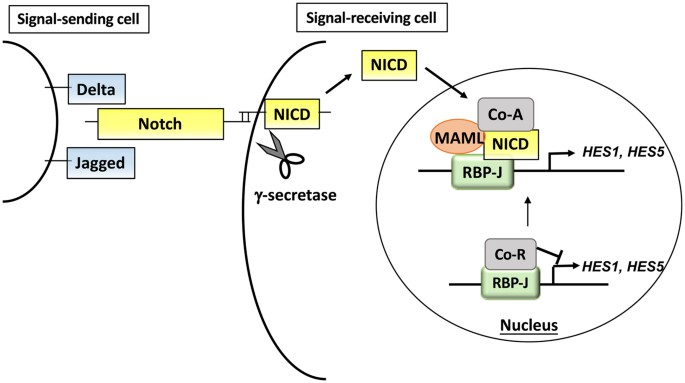 Signal-sending cell
Signal-receiving cell
Delta
Notch
Jagged
NICD
γ-secretase
NICD
Co-A
MAML
NICD
RBP-J
HES1, HES5
Co-R
RBP-J
HES1, HES5
Nucleus